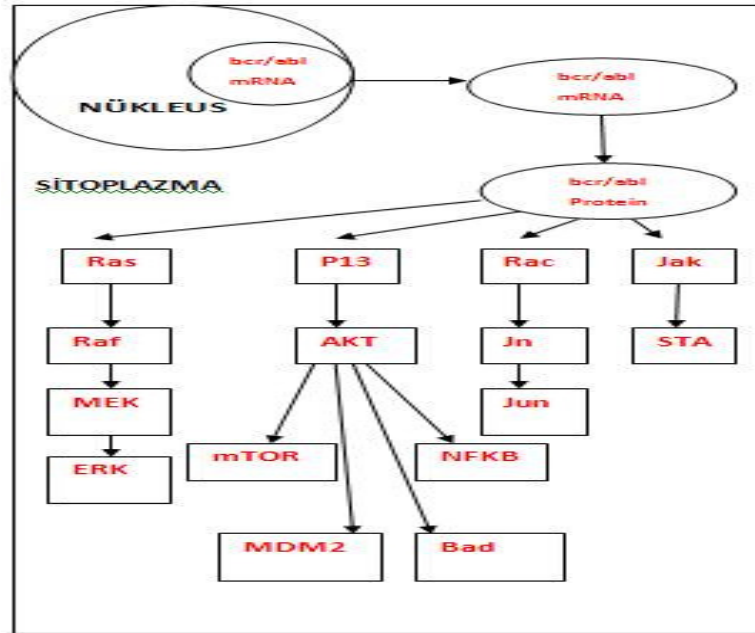 bcr/abl
mRNA
NÜKLEUS
bcr/abl
mRNA
SİTOPLAZMA
bcr/abl
Protein
Ras
P13
Rac
Jak
Raf
AKT
Jn
STA
MEK
Jun
mTOR
NFKB
ERK
MDM2
Bad